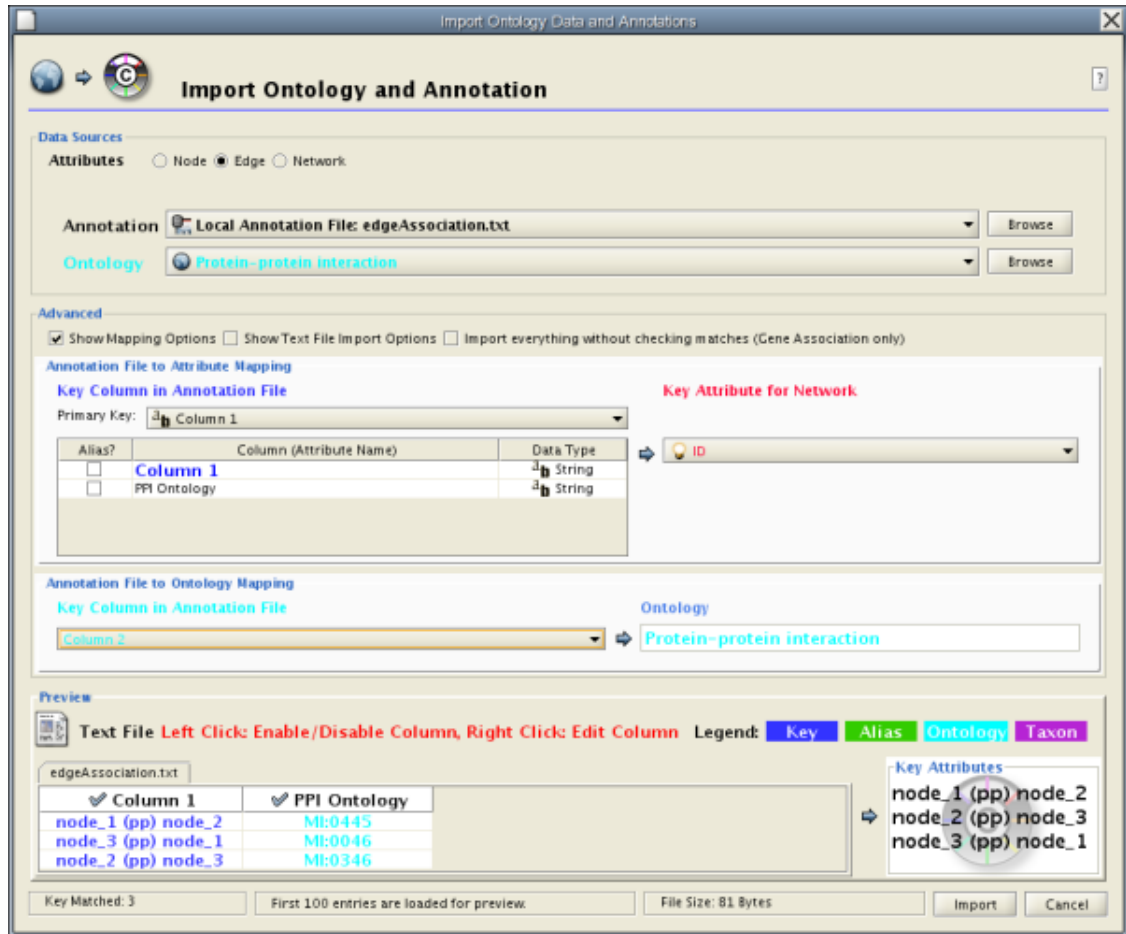 Import Ontology Data and Annotations
Import Ontology and Annotation
?
Data Sources
Attributes Node Edge Network
Annotation Local Annotation File: edgeAssociation.txt Browse
Ontology Protein-protein interaction Browse
Advanced
Show Mapping Options Show Text File Import Options Import everything without checking matches (Gene Association only)
Annotation File to Attribute Mapping
Key Column in Annotation File Key Attribute for Network
Primary Key: ab Column 1
Alias? Column (Attribute Name) Data Type ID
Column 1 ab String
PPI Ontology ab String
Annotation File to Ontology Mapping
Key Column in Annotation File Ontology
Column 2 Protein-protein interaction
Preview
Text File Left Click: Enable/Disable Column, Right Click: Edit Column Legend: Key Alias Ontology Taxon
edgeAssociation.txt Key Attributes
Column 1 PPI Ontology node_1 (pp) node_2
node_1 (pp) node_2 MI:0445 node_2 (pp) node_3
node_3 (pp) node_1 MI:0046 node_3 (pp) node_1
node_2 (pp) node_3 MI:0346
Key Matched: 3 First 100 entries are loaded for preview. File Size: 81 Bytes Import Cancel